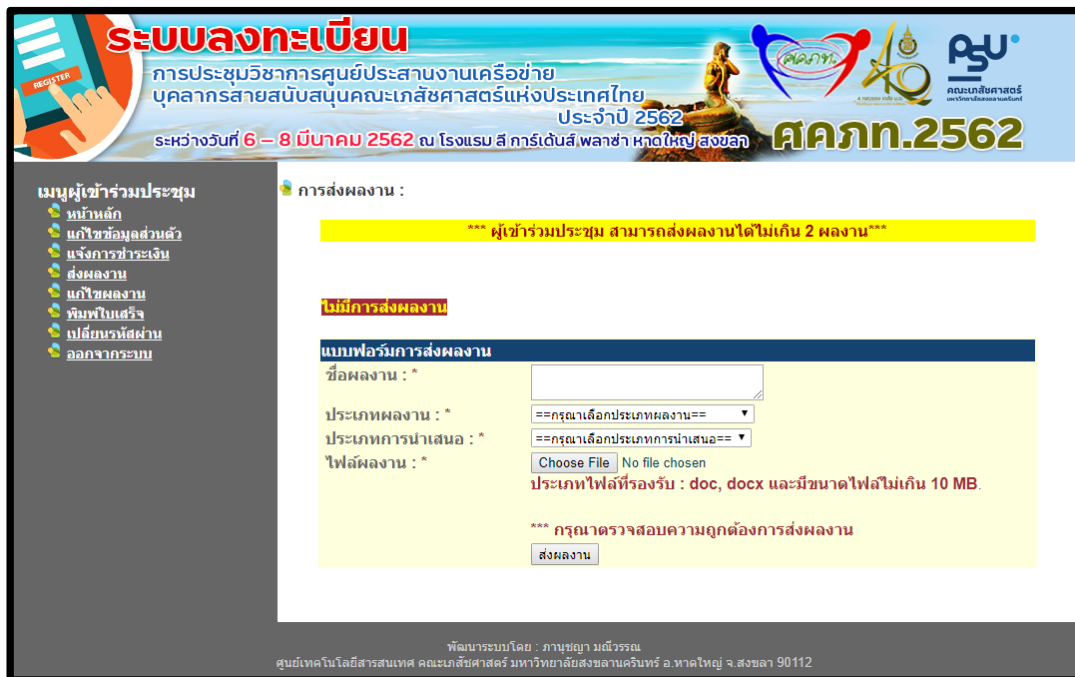 REGISTER
ระบบลงทะเบียน
การประชุมวิชาการศูนย์ประสานงานเครือข่าย
บุคลากรสายสนับสนุนคณะเภสัชศาสตร์แห่งประเทศไทย
ประจำปี 2562
ระหว่างวันที่ 6 – 8 มีนาคม 2562 ณ โรงแรม ลี การ์เด้นส์ พลาซ่า หาดใหญ่ สงขลา
ศคภท.
PSU
คณะเภสัชศาสตร์
มหาวิทยาลัยสงขลานครินทร์
ศคภท.2562
เมนูผู้เข้าร่วมประชุม
หน้าหลัก
แก้ไขข้อมูลส่วนตัว
แจ้งการชำระเงิน
ส่งผลงาน
แก้ไขผลงาน
พิมพ์ใบเสร็จ
เปลี่ยนรหัสผ่าน
ออกจากระบบ
การส่งผลงาน :
*** ผู้เข้าร่วมประชุม สามารถส่งผลงานได้ไม่เกิน 2 ผลงาน***
ไม่มีการส่งผลงาน
แบบฟอร์มการส่งผลงาน
ชื่อผลงาน : *
ประเภทผลงาน : * ==กรุณาเลือกประเภทผลงาน==
ประเภทการนำเสนอ : * ==กรุณาเลือกประเภทการนำเสนอ==
ไฟล์ผลงาน : * Choose File No file chosen
ประเภทไฟล์ที่รองรับ : doc, docx และมีขนาดไฟล์ไม่เกิน 10 MB.
*** กรุณาตรวจสอบความถูกต้องการส่งผลงาน
ส่งผลงาน
พัฒนาระบบโดย : ภานุชญา มณีวรรณ
ศูนย์เทคโนโลยีสารสนเทศ คณะเภสัชศาสตร์ มหาวิทยาลัยสงขลานครินทร์ อ.หาดใหญ่ จ.สงขลา 90112